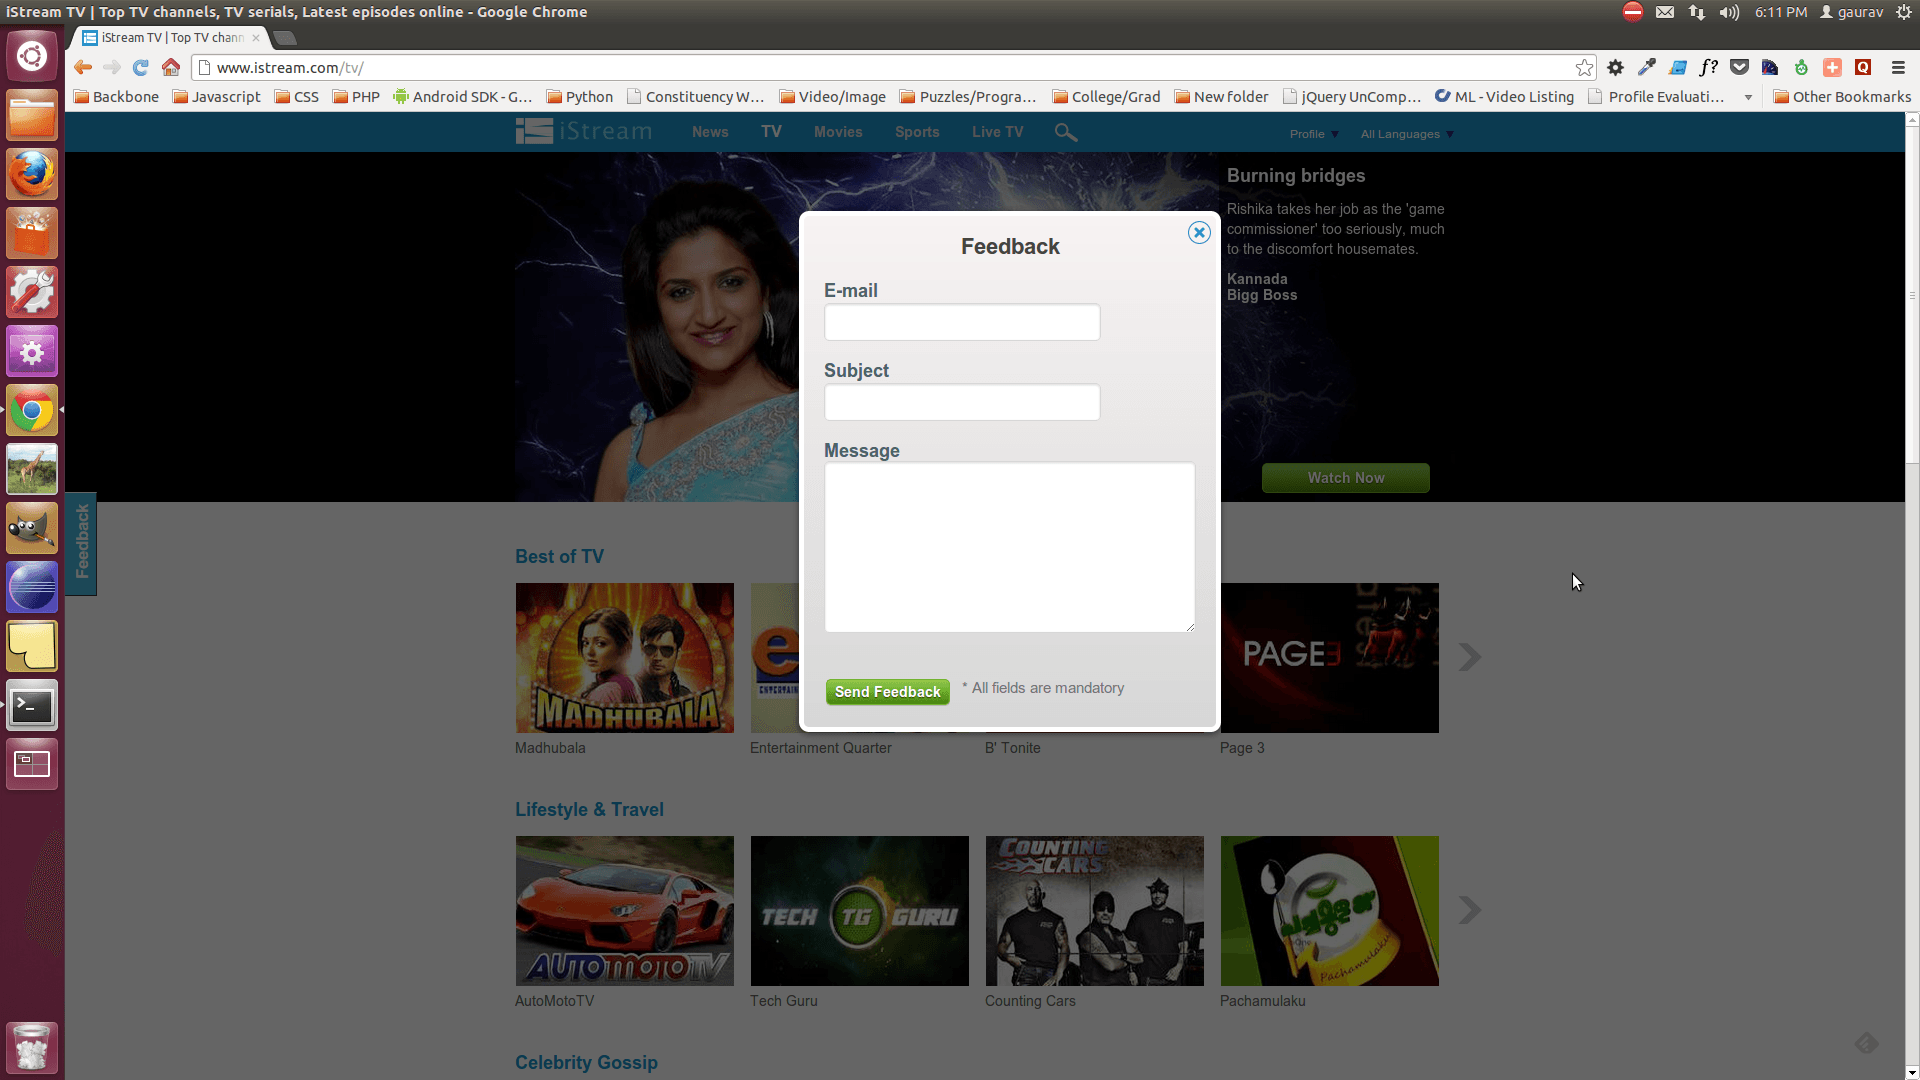 iStream TV | Top TV channels, TV serials, Latest episodes online - Google Chrome
6:11 PM
gaurav
iStream TV | Top TV chann
www.istream.com/tv/
f?
Q
Backbone
Javascript
CSS
PHP
Android SDK - G...
Python
Constituency W...
Video/Image
Puzzles/Progra...
College/Grad
New folder
jQuery UnComp...
ML - Video Listing
Profile Evaluati...
Other Bookmarks
iStream
News
TV
Movies
Sports
Live TV
Profile
All Languages
Burning bridges
Rishika takes her job as the 'game
commissioner' too seriously, much
to the discomfort housemates.
Kannada
Bigg Boss
Watch Now
Feedback
Feedback
E-mail
Subject
Message
Send Feedback
* All fields are mandatory
Best of TV
MADHUBALA
e
ENTERTAIN
PAGE3
Madhubala
Entertainment Quarter
B' Tonite
Page 3
Lifestyle & Travel
AUTOMOTOTV
TECH TG GURU
COUNTING
CARS
Pachamulaku
AutoMotoTV
Tech Guru
Counting Cars
Pachamulaku
Celebrity Gossip